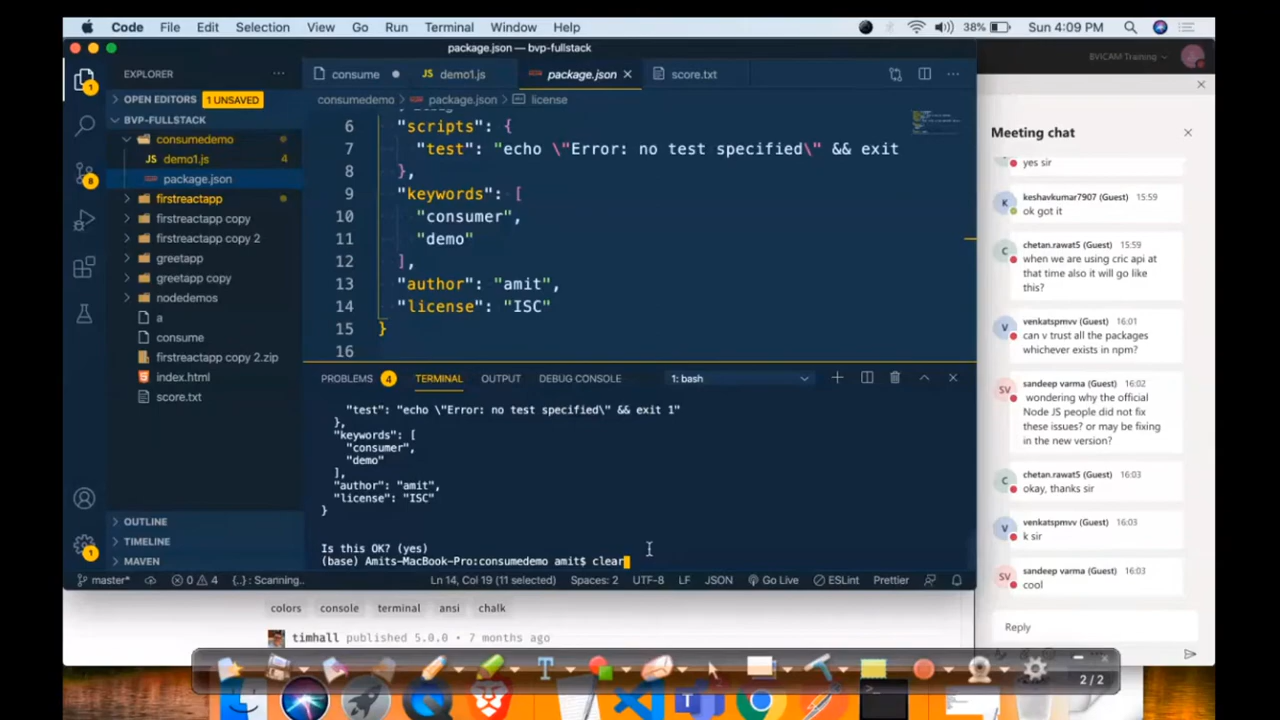 Code File Edit Selection View Go Run Terminal Window Help
38% Sun 4:09 PM
package.json — bvp-fullstack
EXPLORER
OPEN EDITORS 1 UNSAVED
BVP-FULLSTACK
consumedemo
demo1.js 4
package.json
firstreactapp
firstreactapp copy
firstreactapp copy 2
greetapp
greetapp copy
nodedemos
a
consume
firstreactapp copy 2.zip
index.html
score.txt
OUTLINE
TIMELINE
MAVEN
1
8
1
consume
JS demo1.js
package.json
score.txt
consumedemo > package.json > license
6 "scripts": {
7 "test": "echo \"Error: no test specified\" && exit
8 },
9 "keywords": [
10 "consumer",
11 "demo"
12 ],
13 "author": "amit",
14 "license": "ISC"
15 }
16
PROBLEMS 4 TERMINAL OUTPUT DEBUG CONSOLE 1: bash
"test": "echo \"Error: no test specified\" && exit 1"
},
"keywords": [
"consumer",
"demo"
],
"author": "amit",
"license": "ISC"
}
Is this OK? (yes)
(base) Amits-MacBook-Pro:consumedemo amit$ clear
master* 0 4 {..} : Scanning.. Ln 14, Col 19 (11 selected) Spaces: 2 UTF-8 LF JSON Go Live ESLint Prettier
colors console terminal ansi chalk
timhall published 5.0.0 • 7 months ago
BVICAM Training
Meeting chat
yes sir
K keshavkumar7907 (Guest) 15:59
ok got it
C chetan.rawat5 (Guest) 15:59
when we are using cric api at
that time also it will go like
this?
V venkatspmvv (Guest) 16:01
can v trust all the packages
whichever exists in npm?
SV sandeep varma (Guest) 16:02
wondering why the official
Node JS people did not fix
these issues? or may be fixing
in the new version?
C chetan.rawat5 (Guest) 16:03
okay, thanks sir
V venkatspmvv (Guest) 16:03
k sir
SV sandeep varma (Guest) 16:03
cool
Reply
2/2